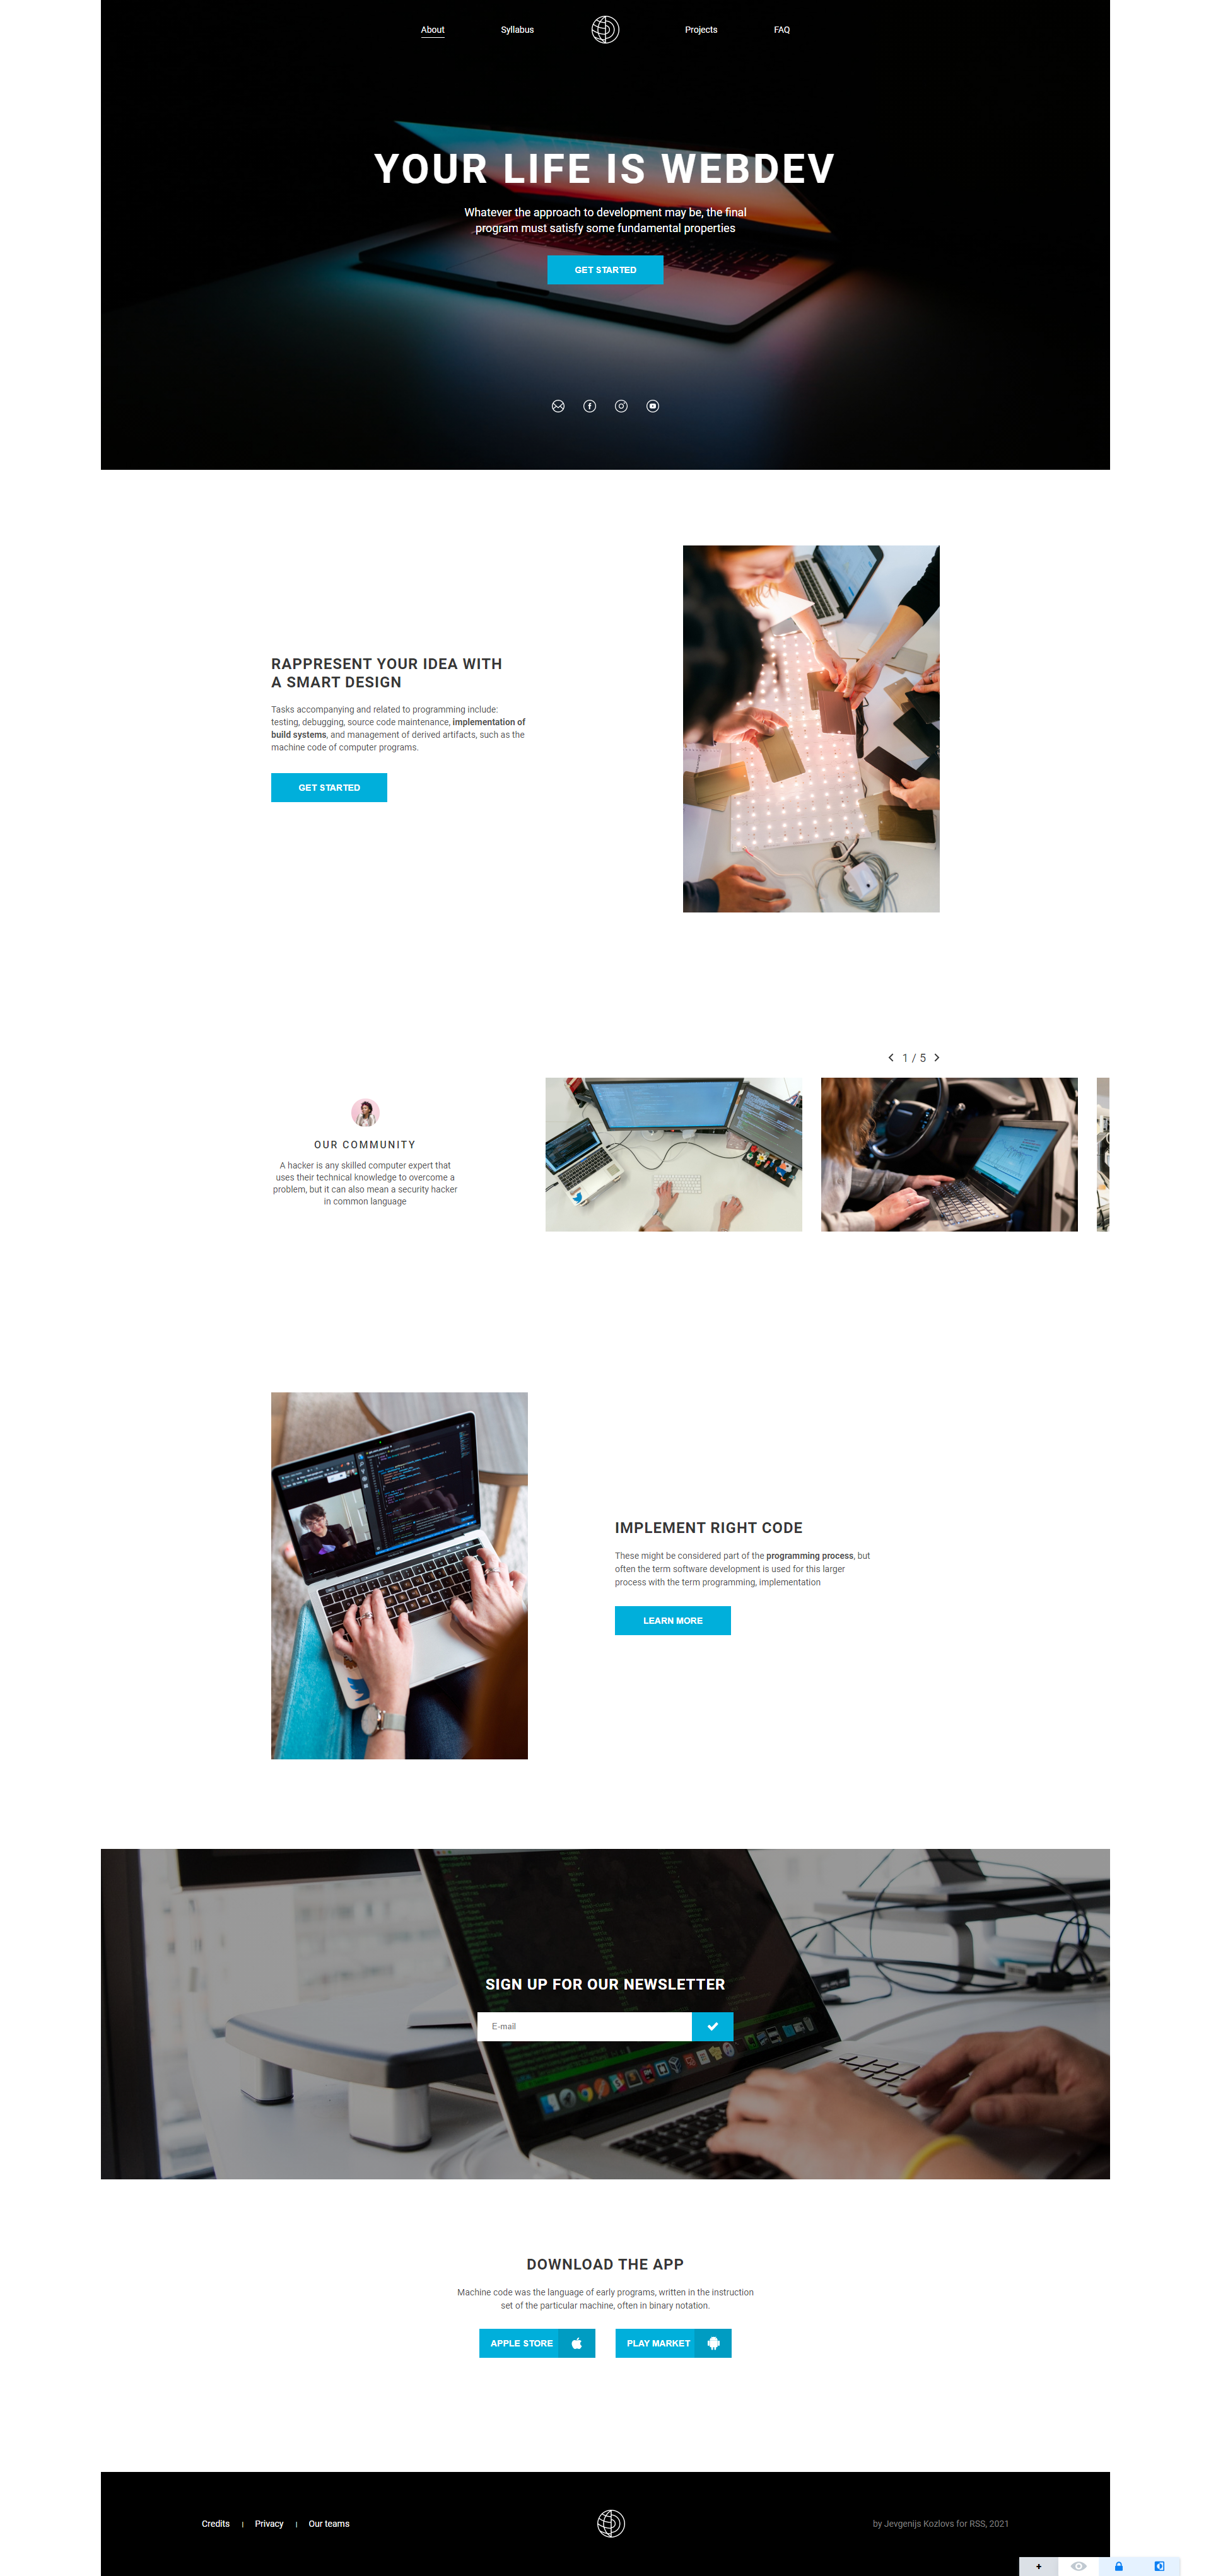 About
Syllabus
Projects
FAQ
YOUR LIFE IS WEBDEV
Whatever the approach to development may be, the final
program must satisfy some fundamental properties
GET STARTED
RAPPRESENT YOUR IDEA WITH
A SMART DESIGN
Tasks accompanying and related to programming include:
testing, debugging, source code maintenance, implementation of
build systems, and management of derived artifacts, such as the
machine code of computer programs.
GET STARTED
1 / 5
OUR COMMUNITY
A hacker is any skilled computer expert that
uses their technical knowledge to overcome a
problem, but it can also mean a security hacker
in common language
IMPLEMENT RIGHT CODE
These might be considered part of the programming process, but
often the term software development is used for this larger
process with the term programming, implementation
LEARN MORE
SIGN UP FOR OUR NEWSLETTER
E-mail
DOWNLOAD THE APP
Machine code was the language of early programs, written in the instruction
set of the particular machine, often in binary notation.
APPLE STORE
PLAY MARKET
Credits
Privacy
Our teams
by Jevgenijs Kozlovs for RSS, 2021
+